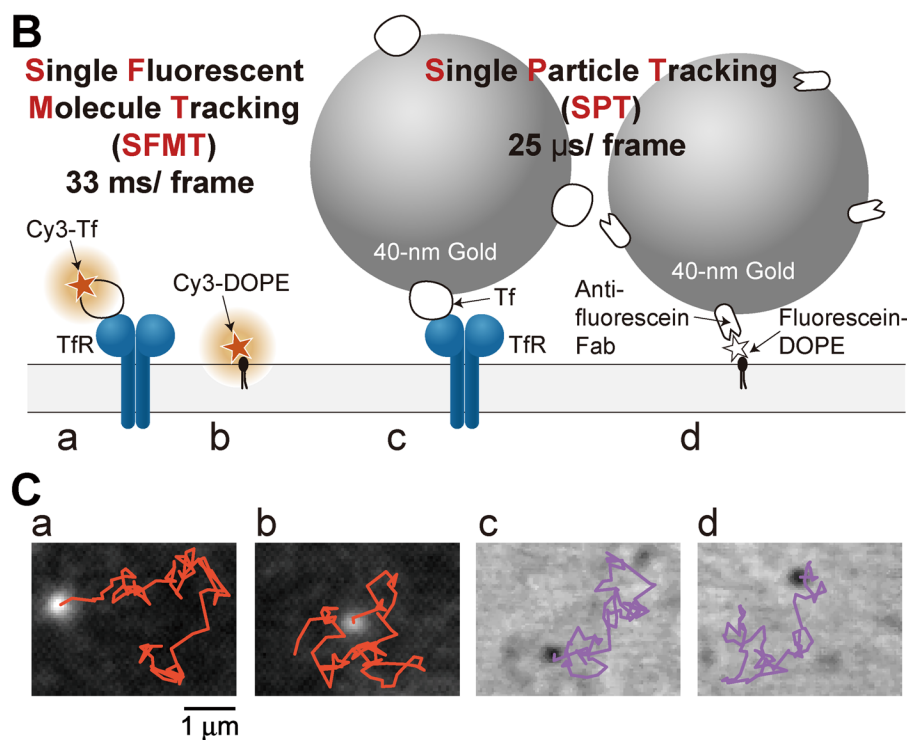 B
Single Fluorescent
Molecule Tracking
(SFMT)
33 ms/ frame
Single Particle Tracking
(SPT)
25 μs/ frame
Cy3-Tf
Cy3-DOPE
TfR
40-nm Gold
Tf
TfR
40-nm Gold
Anti-
fluorescein
Fab
Fluorescein-
DOPE
a
b
c
d
C
a
b
c
d
1 μm